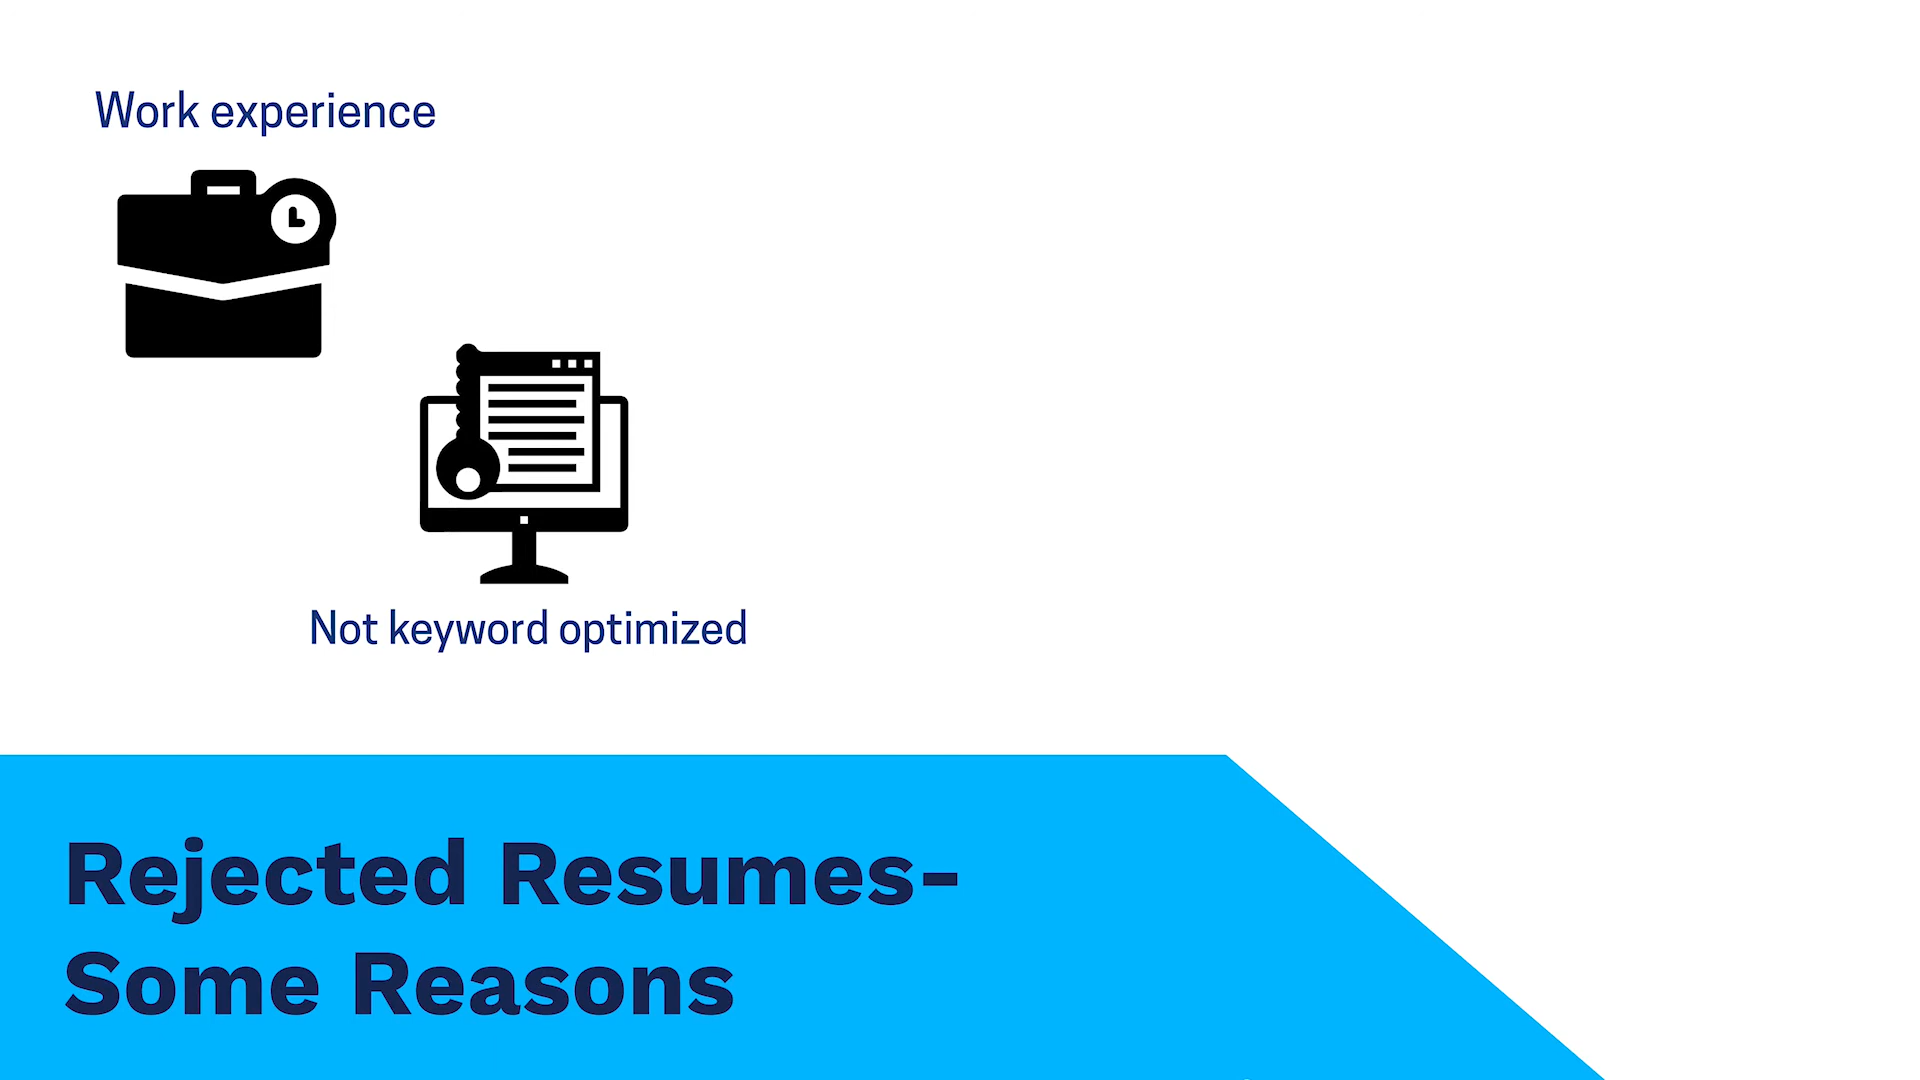 Work experience
Not keyword optimized
Rejected Resumes-
Some Reasons